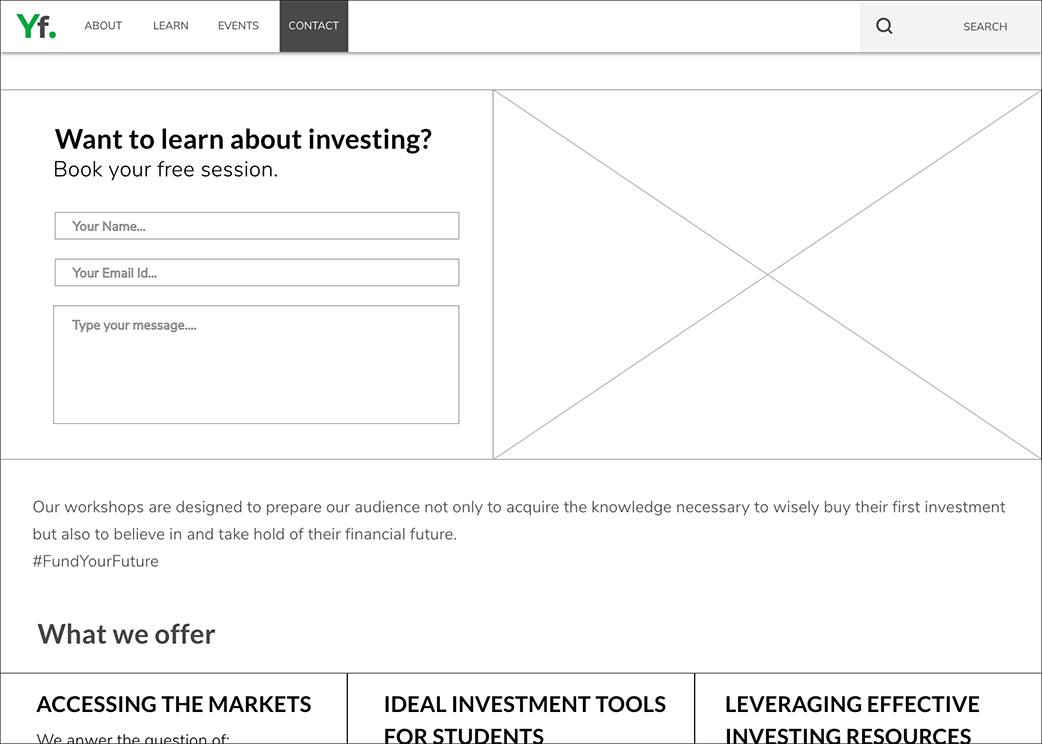 Yf.
ABOUT LEARN EVENTS CONTACT SEARCH
Want to learn about investing?
Book your free session.
Your Name...
Your Email Id...
Type your message....
Our workshops are designed to prepare our audience not only to acquire the knowledge necessary to wisely buy their first investment
but also to believe in and take hold of their financial future.
#FundYourFuture
What we offer
ACCESSING THE MARKETS
We anwer the question of:
IDEAL INVESTMENT TOOLS
FOR STUDENTS
LEVERAGING EFFECTIVE
INVESTING RESOURCES